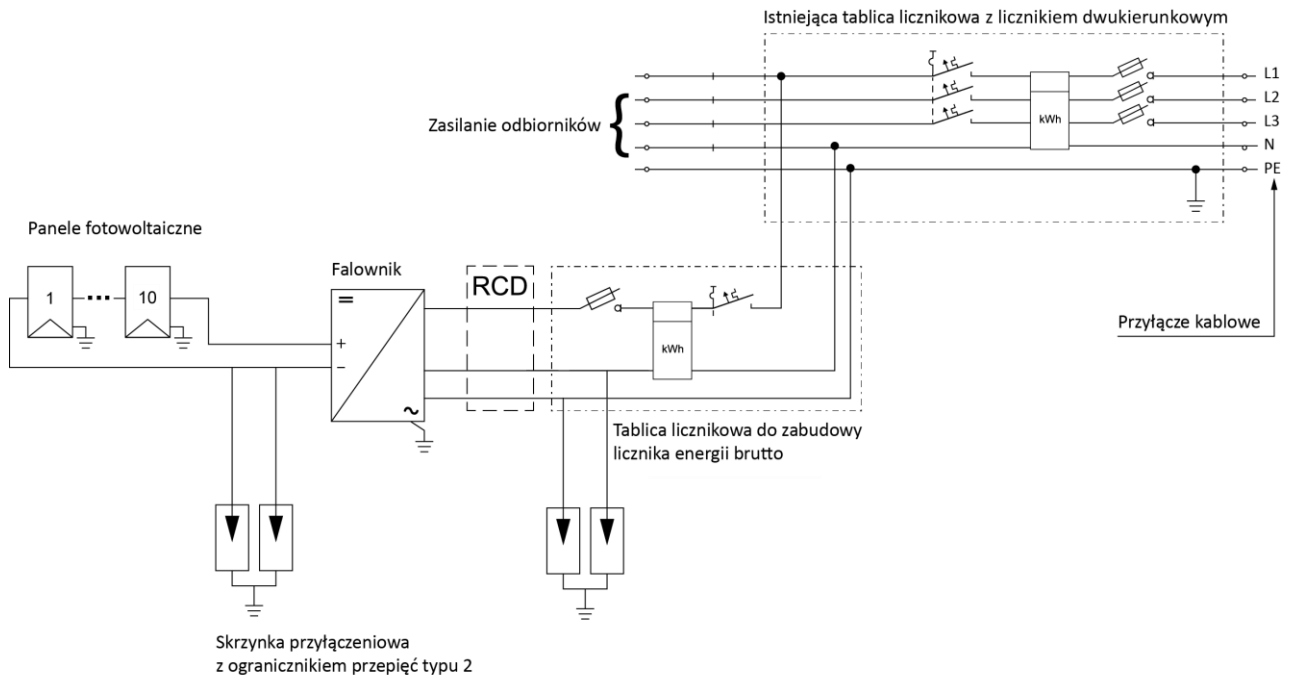 Istniejąca tablica licznikowa z licznikiem dwukierunkowym
L1
L2
L3
N
PE
kWh
Zasilanie odbiorników
Przyłącze kablowe
Panele fotowoltaiczne
1
10
Falownik
=
+
−
~
RCD
kWh
Tablica licznikowa do zabudowy
licznika energii brutto
Skrzynka przyłączeniowa
z ogranicznikiem przepięć typu 2